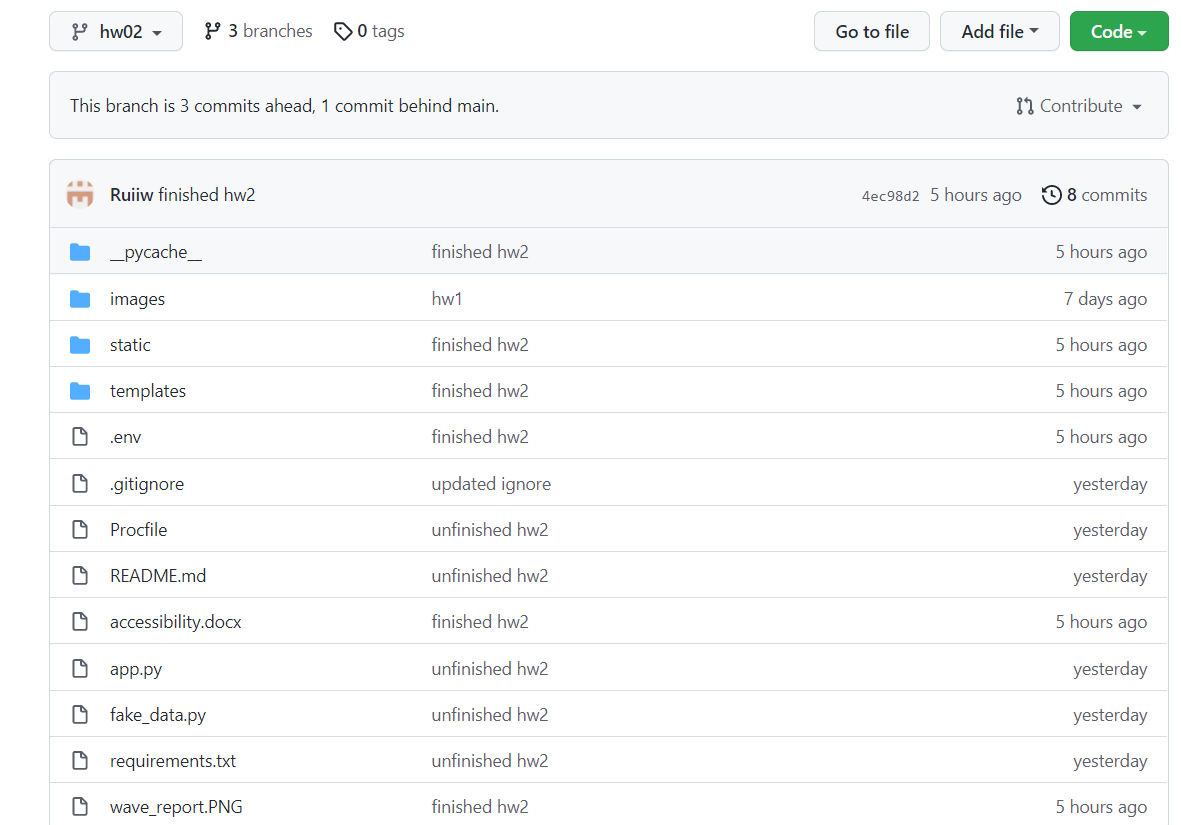 hw02 3 branches 0 tags Go to file Add file Code
This branch is 3 commits ahead, 1 commit behind main. Contribute
Ruiiw finished hw2 4ec98d2 5 hours ago 8 commits
__pycache__ finished hw2 5 hours ago
images hw1 7 days ago
static finished hw2 5 hours ago
templates finished hw2 5 hours ago
.env finished hw2 5 hours ago
.gitignore updated ignore yesterday
Procfile unfinished hw2 yesterday
README.md unfinished hw2 yesterday
accessibility.docx finished hw2 5 hours ago
app.py unfinished hw2 yesterday
fake_data.py unfinished hw2 yesterday
requirements.txt unfinished hw2 yesterday
wave_report.PNG finished hw2 5 hours ago